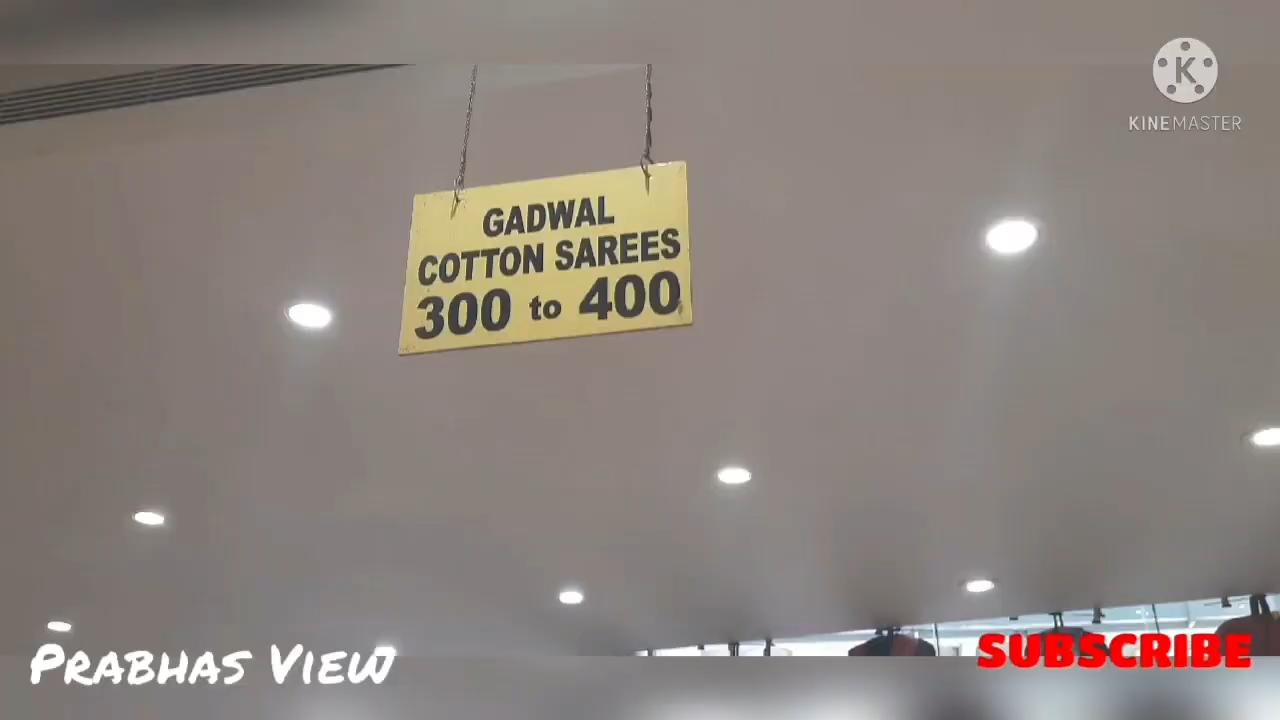 K
KINEMASTER
GADWAL
COTTON SAREES
300 to 400
PRABHAS VIEW
SUBSCRIBE